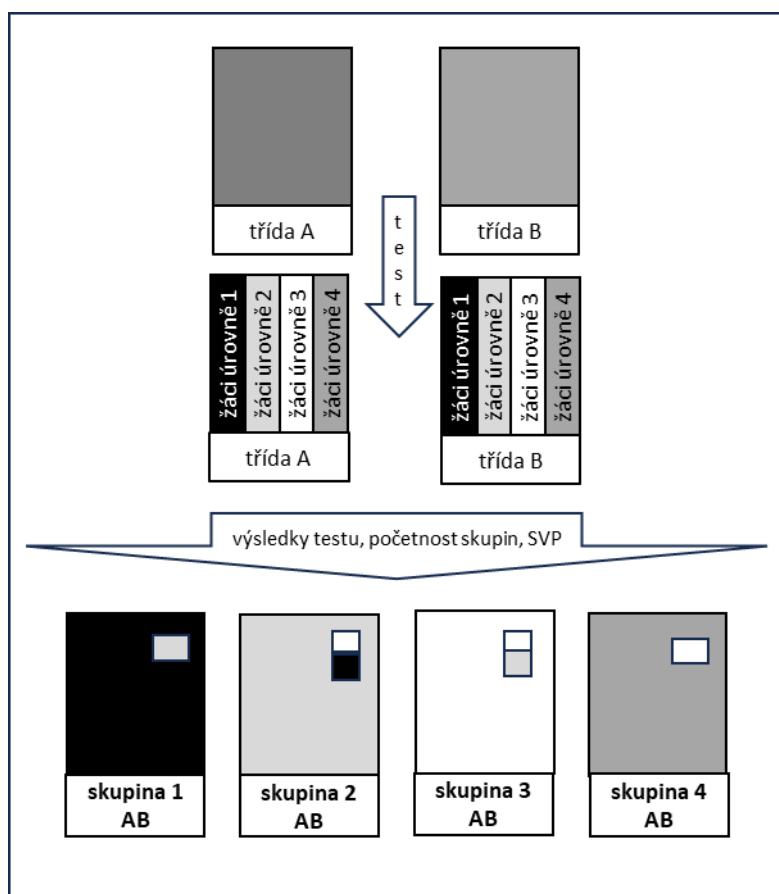 třída A
třída B
test
žáci úrovně 1
žáci úrovně 2
žáci úrovně 3
žáci úrovně 4
třída A
žáci úrovně 1
žáci úrovně 2
žáci úrovně 3
žáci úrovně 4
třída B
výsledky testu, početnost skupin, SVP
skupina 1
AB
skupina 2
AB
skupina 3
AB
skupina 4
AB